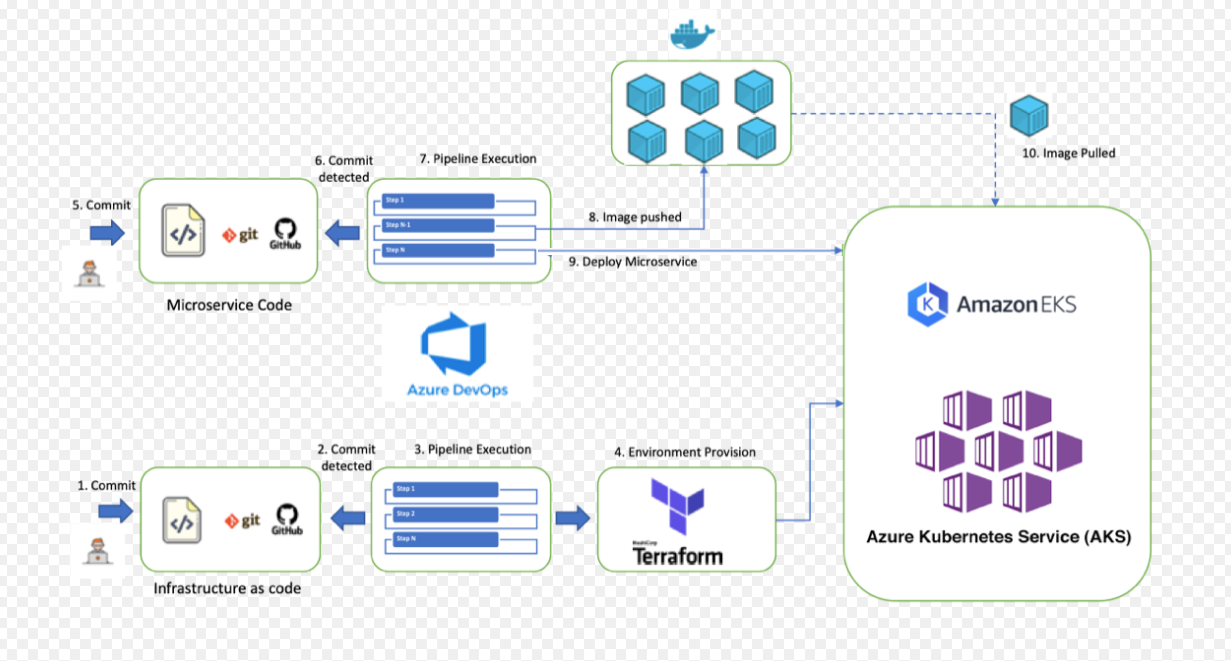 6. Commit
detected
7. Pipeline Execution
5. Commit
Step 1
Step N-1
Step N
git
GitHub
8. Image pushed
9. Deploy Microservice
10. Image Pulled
Microservice Code
Amazon EKS
Azure DevOps
2. Commit
detected
3. Pipeline Execution
4. Environment Provision
1. Commit
Step 1
Step 2
Step N
git
GitHub
HashiCorp
Terraform
Azure Kubernetes Service (AKS)
Infrastructure as code